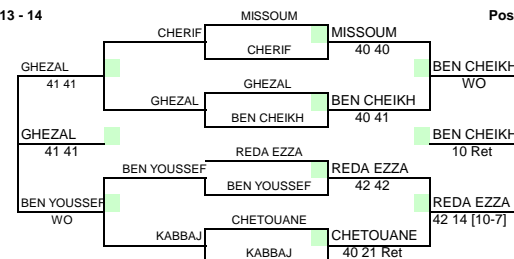 13 - 14 MISSOUM Pos
CHERIF MISSOUM
CHERIF 40 40
GHEZAL BEN CHEIKH
41 41 GHEZAL WO
GHEZAL BEN CHEIKH
BEN CHEIKH 40 41
GHEZAL BEN CHEIKH
41 41 REDA EZZA 10 Ret
BEN YOUSSEF REDA EZZA
BEN YOUSSEF 42 42
BEN YOUSSEF REDA EZZA
WO CHETOUANE 42 14 [10-7]
KABBAJ CHETOUANE
KABBAJ 40 21 Ret